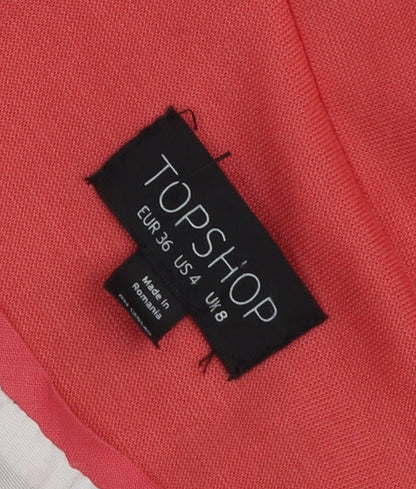 TOPSHOP
EUR 36 US 4 UK 8
Made in
Romania